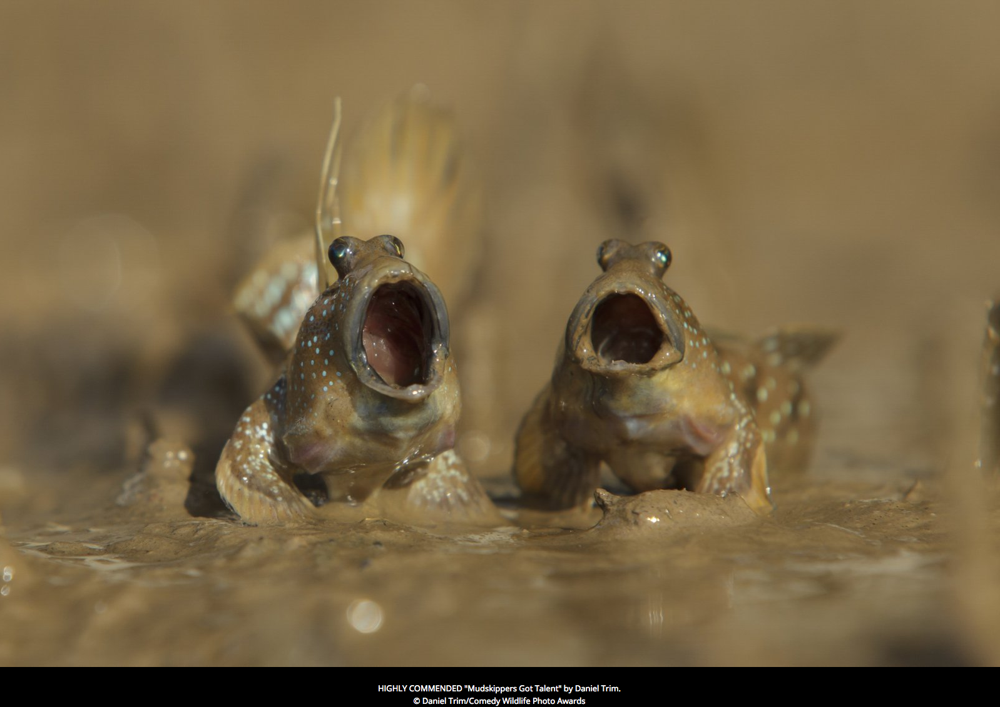 HIGHLY COMMENDED "Mudskippers Got Talent" by Daniel Trim.
© Daniel Trim/Comedy Wildlife Photo Awards